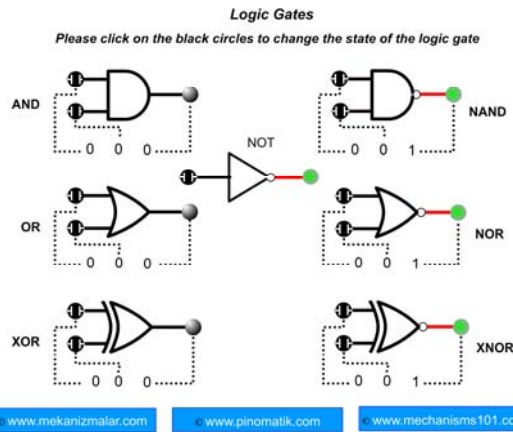 Logic Gates
Please click on the black circles to change the state of the logic gate
AND
0 0 0
NAND
0 0 1
NOT
OR
0 0 0
NOR
0 0 1
XOR
0 0 0
XNOR
0 0 1
© www.mekanizmalar.com
© www.pinomatik.com
© www.mechanisms101.co